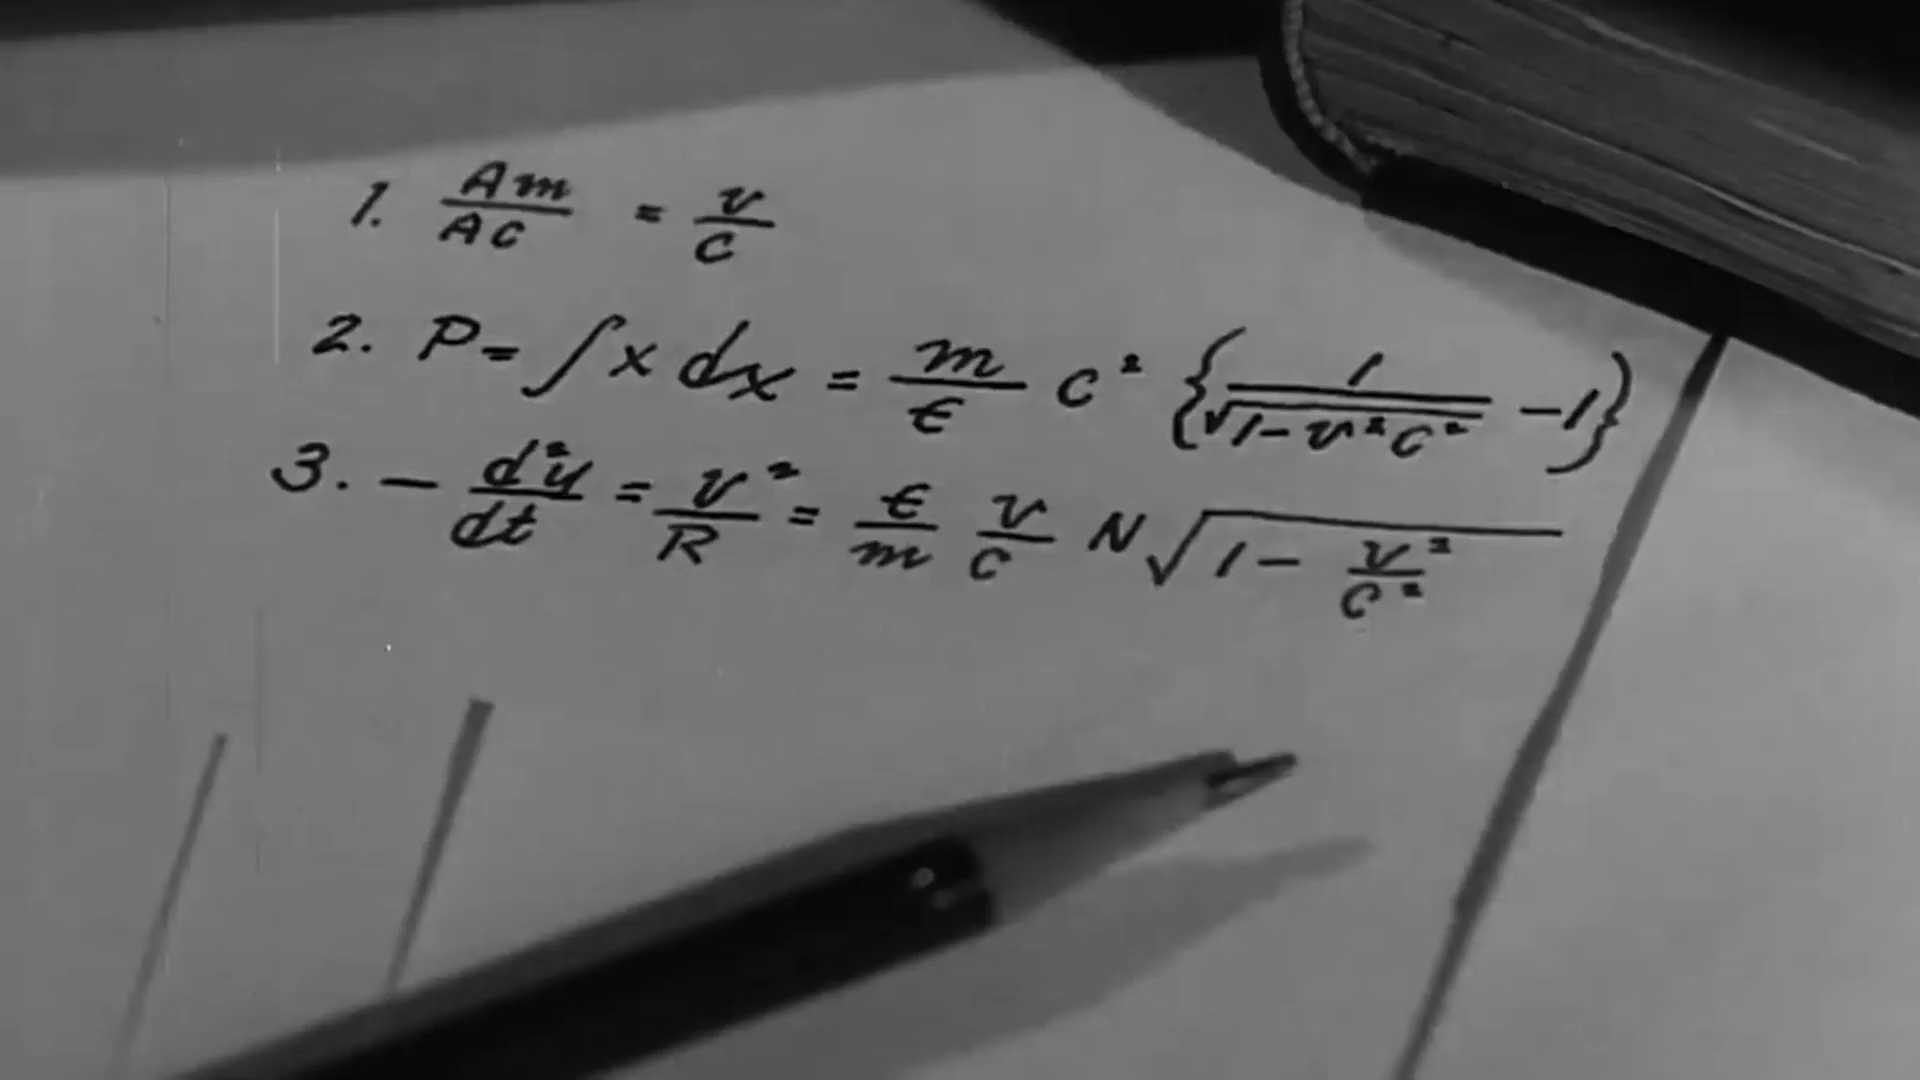 1. Am/Ac = v/c
2. P = ∫ x dx = m/ϵ c² {1/√(1-v²c²) -1}
3. - d²y/dt = v²/R = ϵ/m v/c N√(1 - v²/c²)